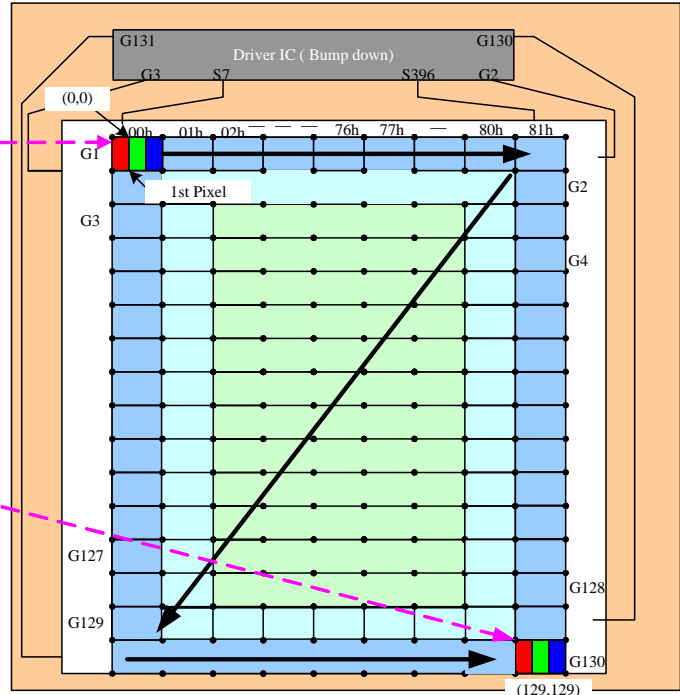 G131 G130
Driver IC ( Bump down)
G3 S7 S396 G2
(0,0)
00h 01h 02h 76h 77h 80h 81h
G1
1st Pixel
G2
G3
G4
G127
G128
G129
G130
(129,129)